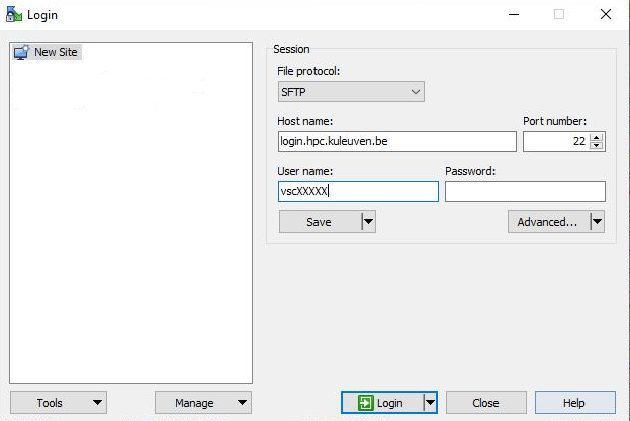 Login
New Site
Session
File protocol:
SFTP
Host name:
Port number:
login.hpc.kuleuven.be
22
User name:
Password:
vscXXXXX
Save
Advanced...
Tools
Manage
Login
Close
Help